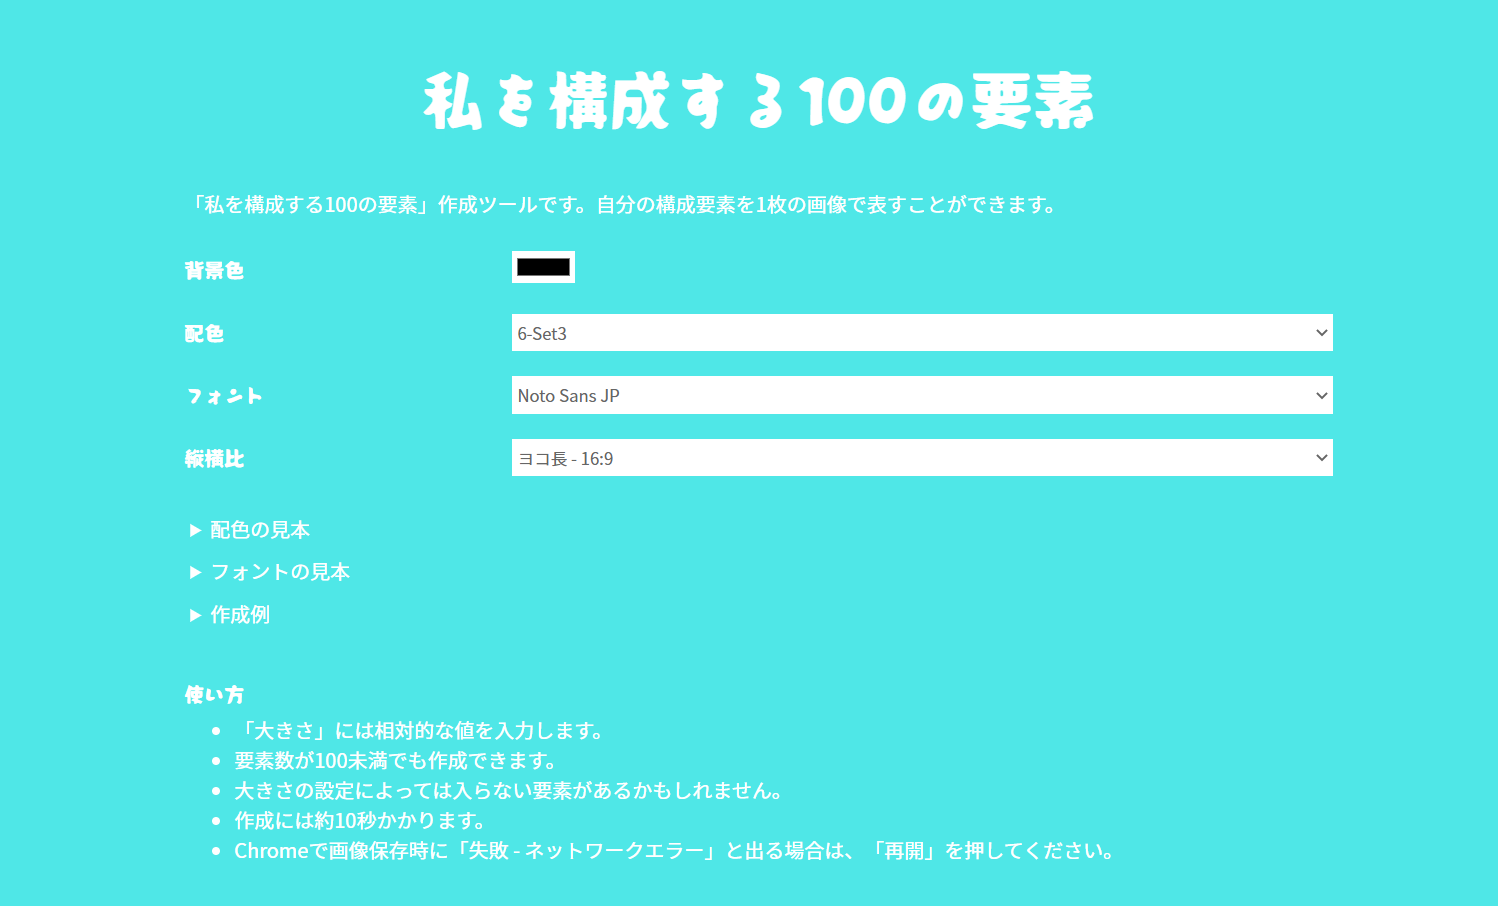 私を構成する100の要素
「私を構成する100の要素」作成ツールです。自分の構成要素を1枚の画像で表すことができます。
背景色
配色
6-Set3
フォント
Noto Sans JP
縦横比
ヨコ長 - 16:9
▶ 配色の見本
▶ フォントの見本
▶ 作成例
使い方
• 「大きさ」には相対的な値を入力します。
• 要素数が100未満でも作成できます。
• 大きさの設定によっては入らない要素があるかもしれません。
• 作成には約10秒かかります。
• Chromeで画像保存時に「失敗 - ネットワークエラー」と出る場合は、「再開」を押してください。